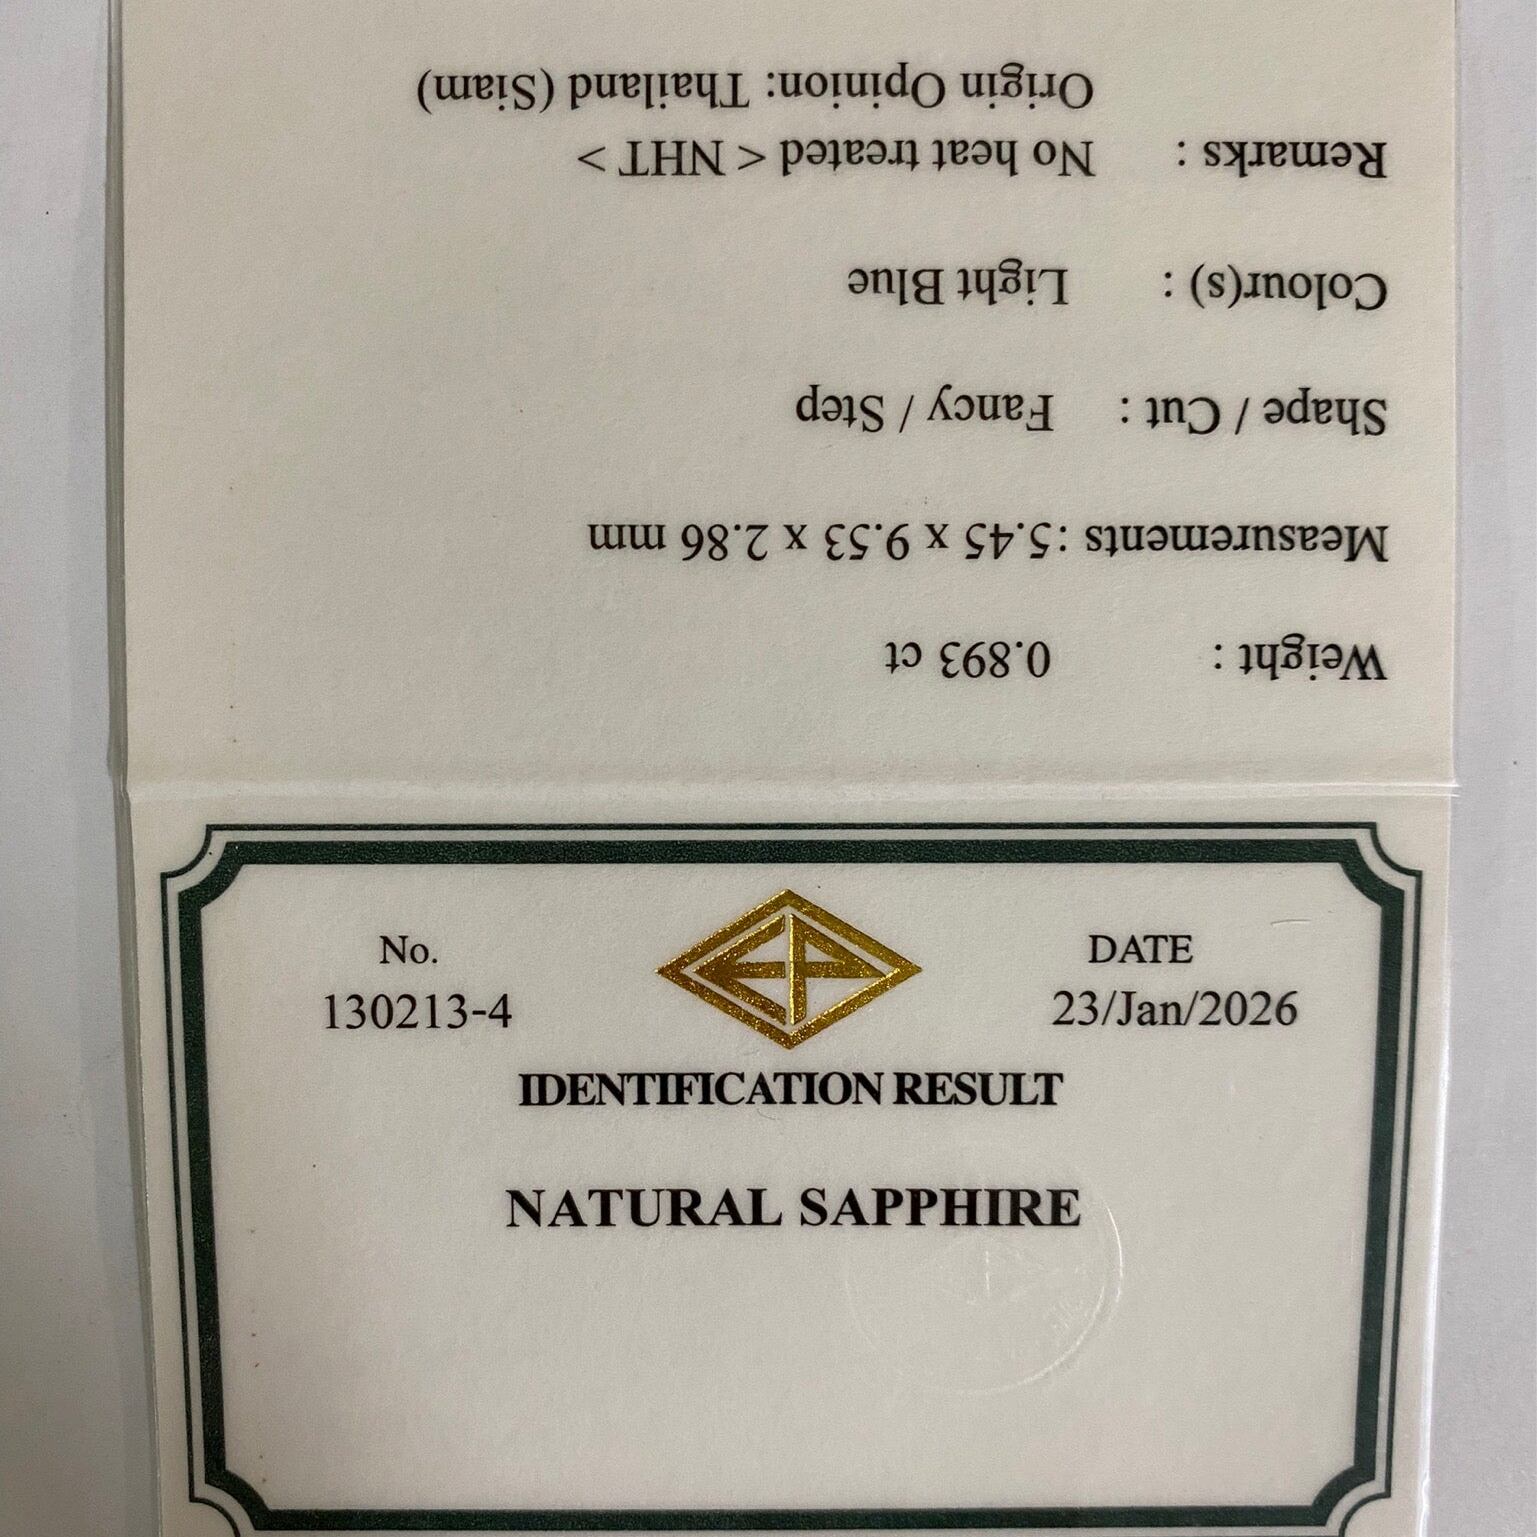 No.
130213-4
DATE
23/Jan/2026
IDENTIFICATION RESULT
NATURAL SAPPHIRE
Weight : 0.893 ct
Measurements : 5.45 x 9.53 x 2.86 mm
Shape / Cut : Fancy / Step
Colour(s) : Light Blue
Remarks : No heat treated < NHT >
Origin Opinion: Thailand (Siam)